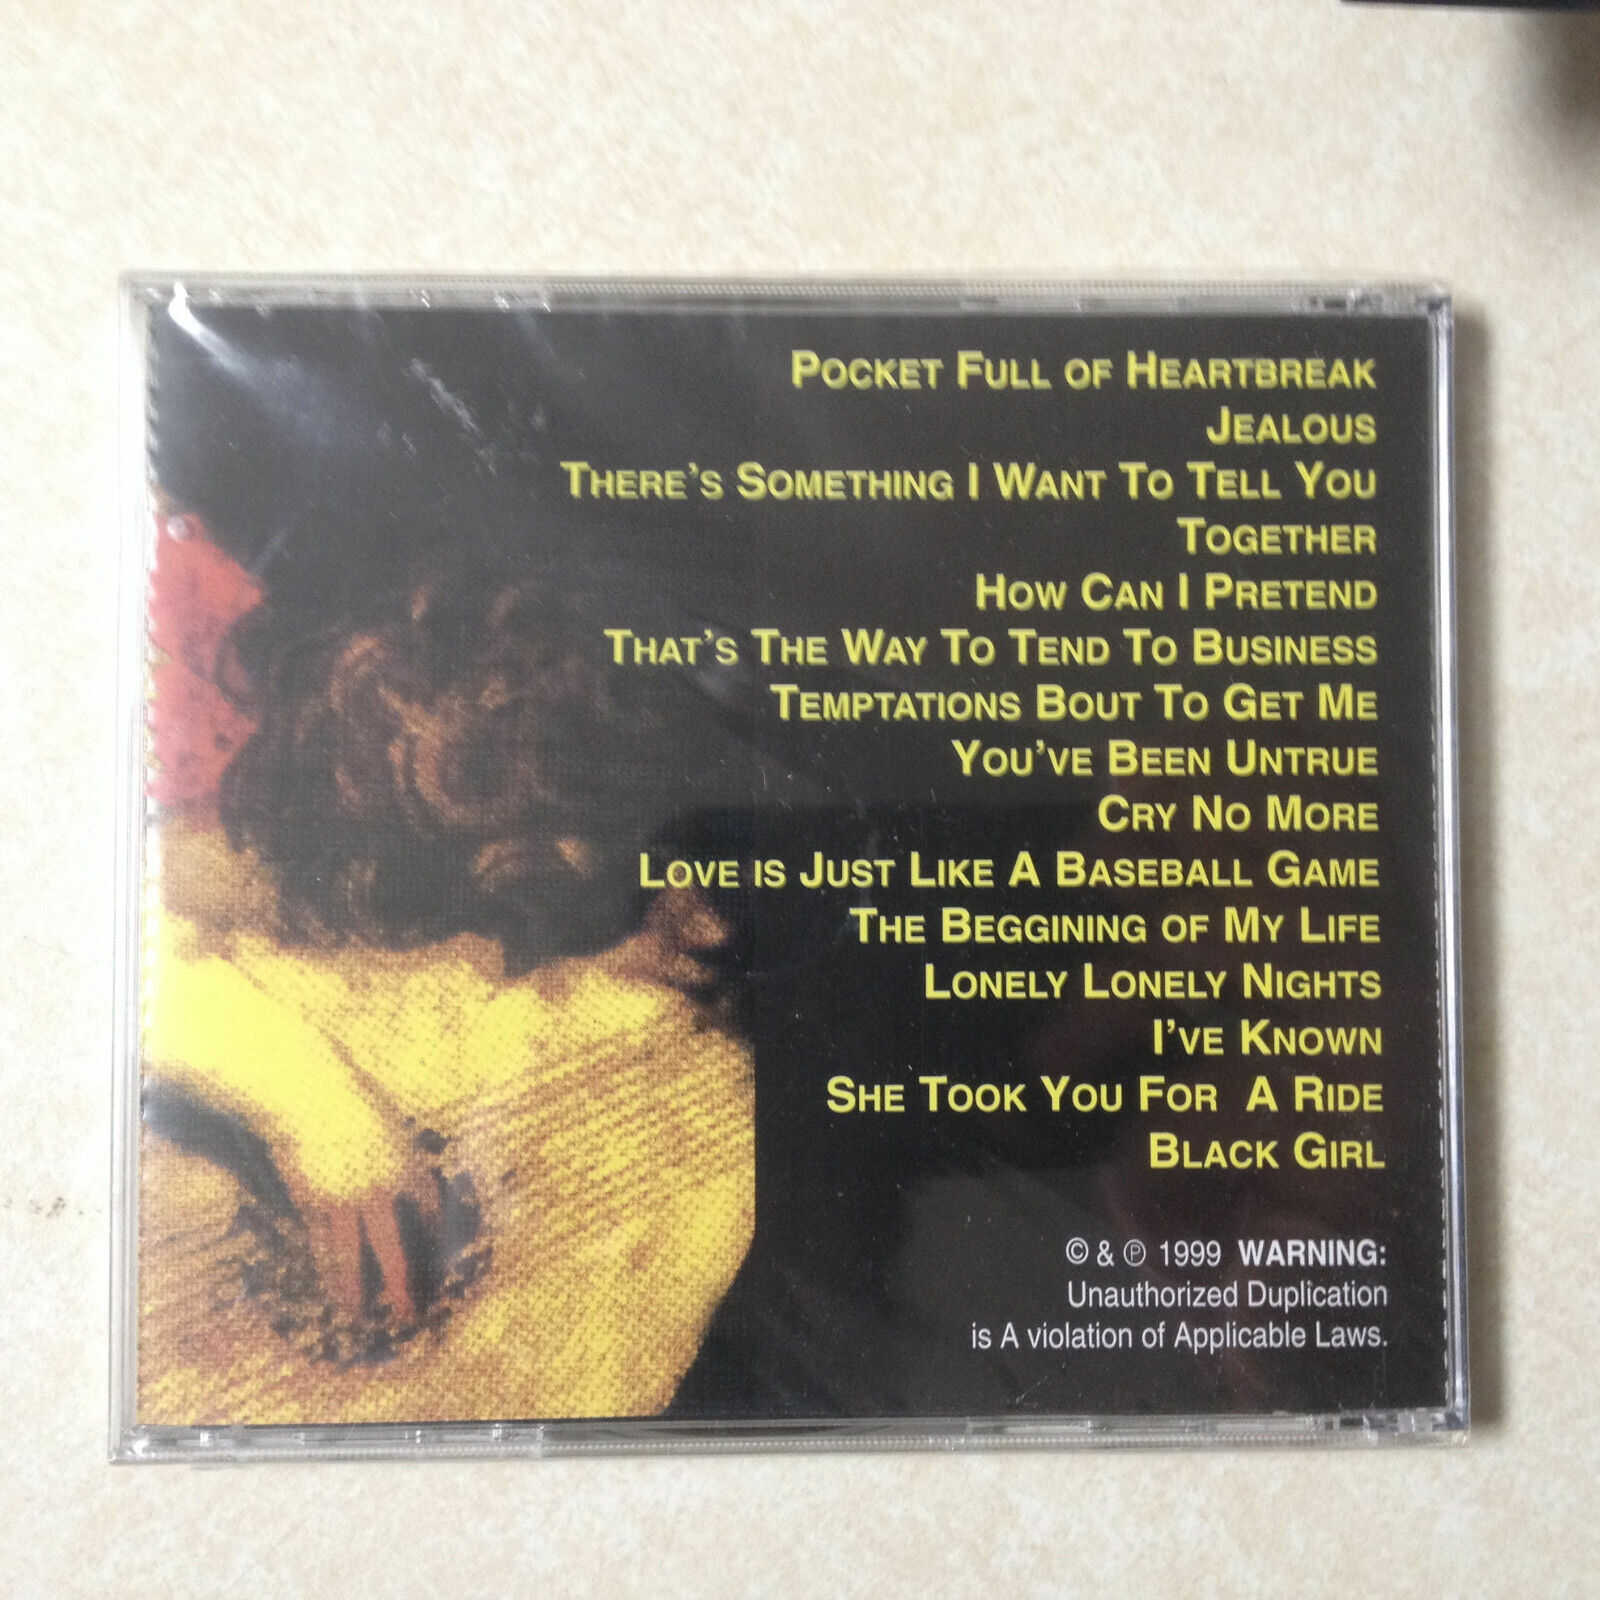 POCKET FULL OF HEARTBREAK
JEALOUS
THERE'S SOMETHING I WANT TO TELL YOU
TOGETHER
HOW CAN I PRETEND
THAT'S THE WAY TO TEND TO BUSINESS
TEMPTATIONS BOUT TO GET ME
YOU'VE BEEN UNTRUE
CRY NO MORE
LOVE IS JUST LIKE A BASEBALL GAME
THE BEGGINING OF MY LIFE
LONELY LONELY NIGHTS
I'VE KNOWN
SHE TOOK YOU FOR A RIDE
BLACK GIRL
© & ℗ 1999 WARNING:
Unauthorized Duplication
is A violation of Applicable Laws.